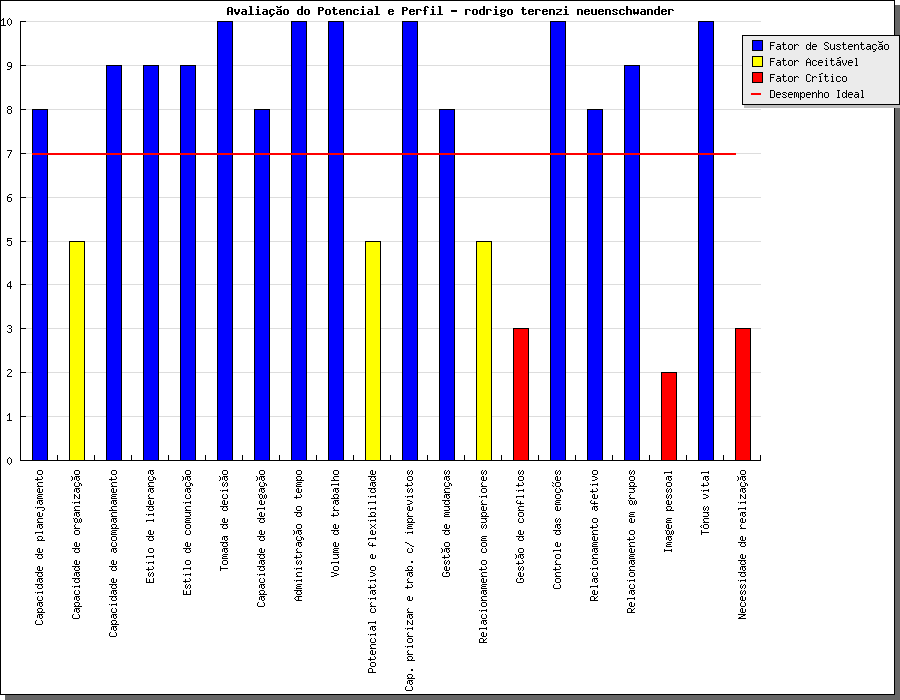 Avaliação do Potencial e Perfil - rodrigo terenzi neuenschwander
Fator de Sustentação
Fator Aceitável
Fator Crítico
Desempenho Ideal
10
9
8
7
6
5
4
3
2
1
0
Capacidade de planejamento
Capacidade de organização
Capacidade de acompanhamento
Estilo de liderança
Estilo de comunicação
Tomada de decisão
Capacidade de delegação
Administração do tempo
Volume de trabalho
Potencial criativo e flexibilidade
Cap. priorizar e trab. c/ imprevistos
Gestão de mudanças
Relacionamento com superiores
Gestão de conflitos
Controle das emoções
Relacionamento afetivo
Relacionamento em grupos
Imagem pessoal
Tônus vital
Necessidade de realização